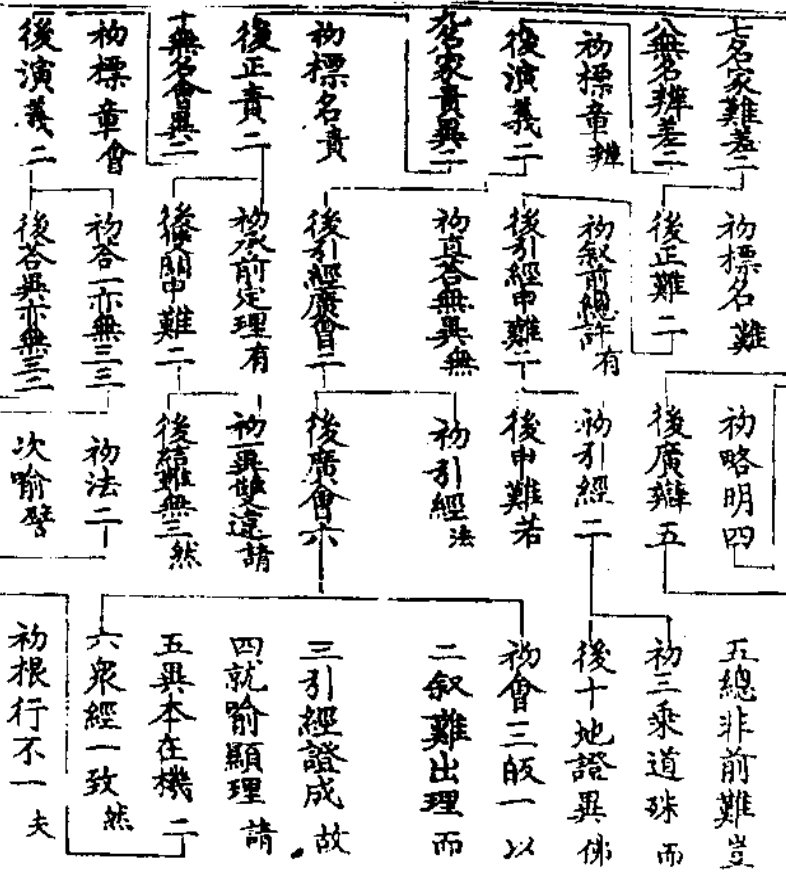 七名家難差二
八無名辨差二
初標章辨
後演義二
九名家責異二
初標名責
後正責二
十無名會異二
初標章會
後演義二
初標名難
後正難二
初叙前總許有
後引經申難二
初直答無異無
後引經廣會二
初承前定理有
後難二
初答一亦無三三
後答異亦無三二
初略明四
後廣辯五
初引經二
後申難若
初引經法
後廣會六
初一異雙違請
後結難無三然
初法二
次喻譬
五總非前難豈
初三乘道殊而
後十地證異佛
初會三皈一以
二叙難出理而
三引經證成故
四就喻顯理請
五異本在機二
六衆經一致然
初根行不一夫